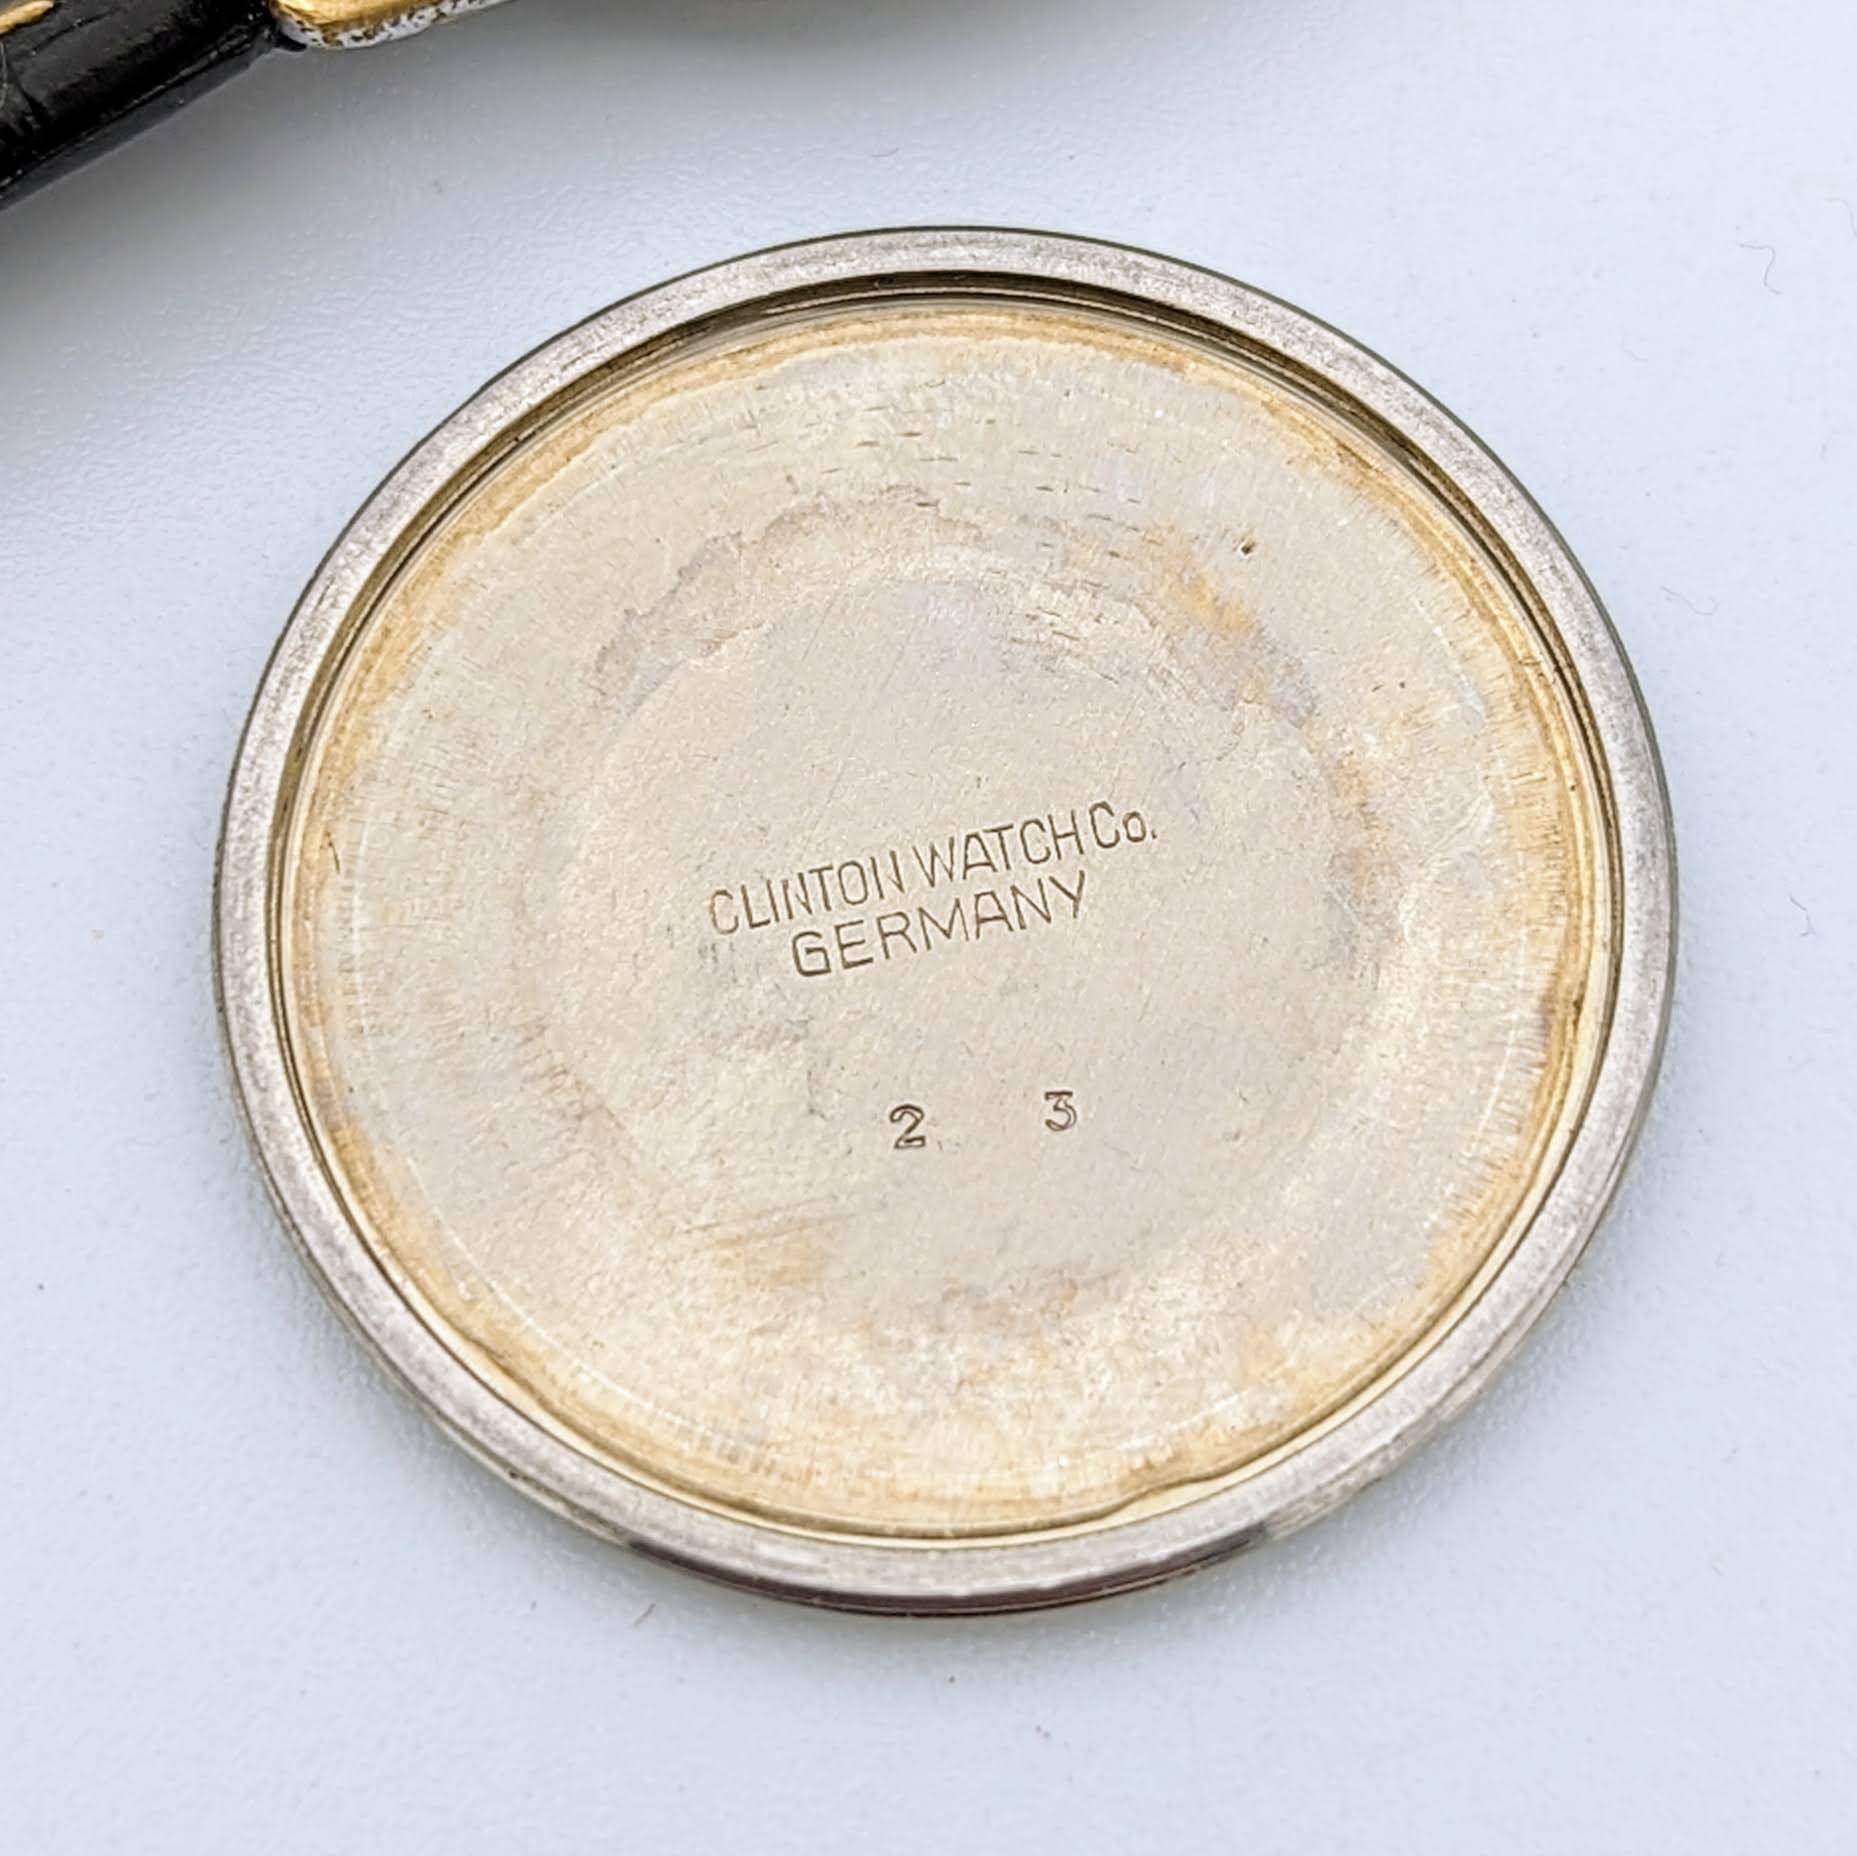 CLINTON WATCH Co.
GERMANY
2 3